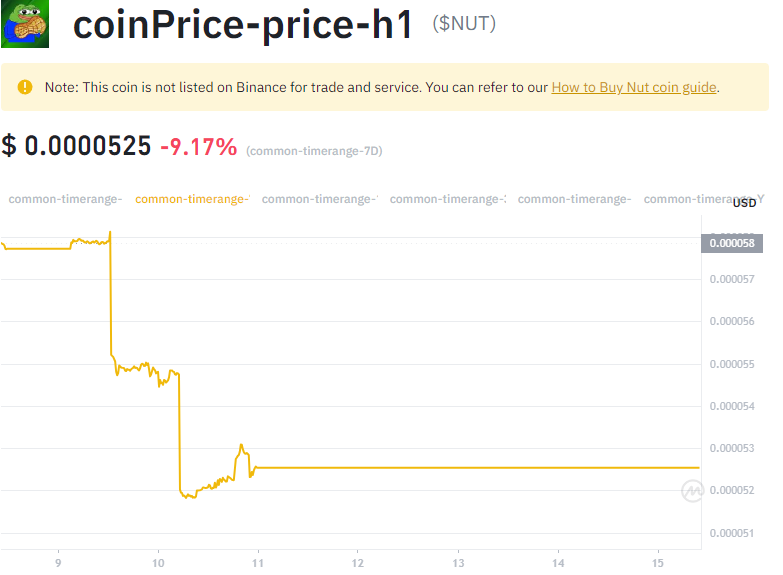 coinPrice-price-h1 ($NUT)
Note: This coin is not listed on Binance for trade and service. You can refer to our How to Buy Nut coin guide.
$ 0.0000525 -9.17% (common-timerange-7D)
common-timerange- common-timerange- common-timerange- common-timerange- common-timerange- common-timerange-Y
USD
0.000058
0.000057
0.000056
0.000055
0.000054
0.000053
0.000052
0.000051
9 10 11 12 13 14 15